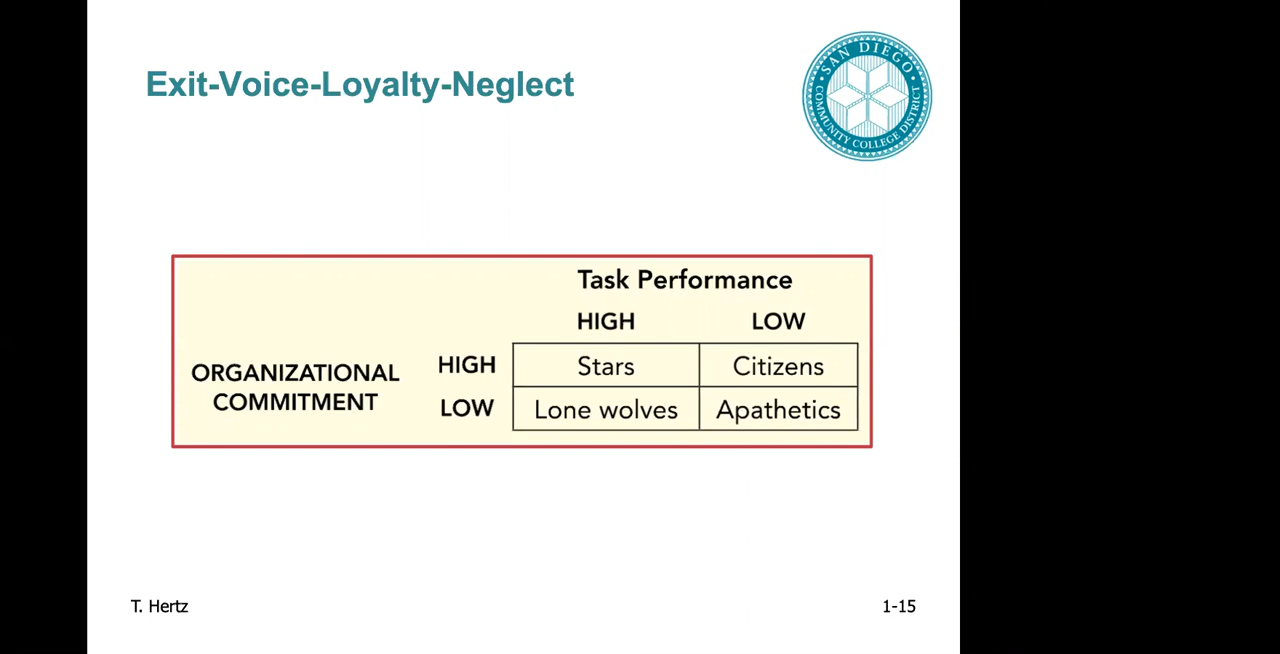 Exit-Voice-Loyalty-Neglect
SAN DIEGO
COMMUNITY COLLEGE DISTRICT
Task Performance
HIGH LOW
ORGANIZATIONAL
COMMITMENT
HIGH Stars Citizens
LOW Lone wolves Apathetics
T. Hertz 1-15